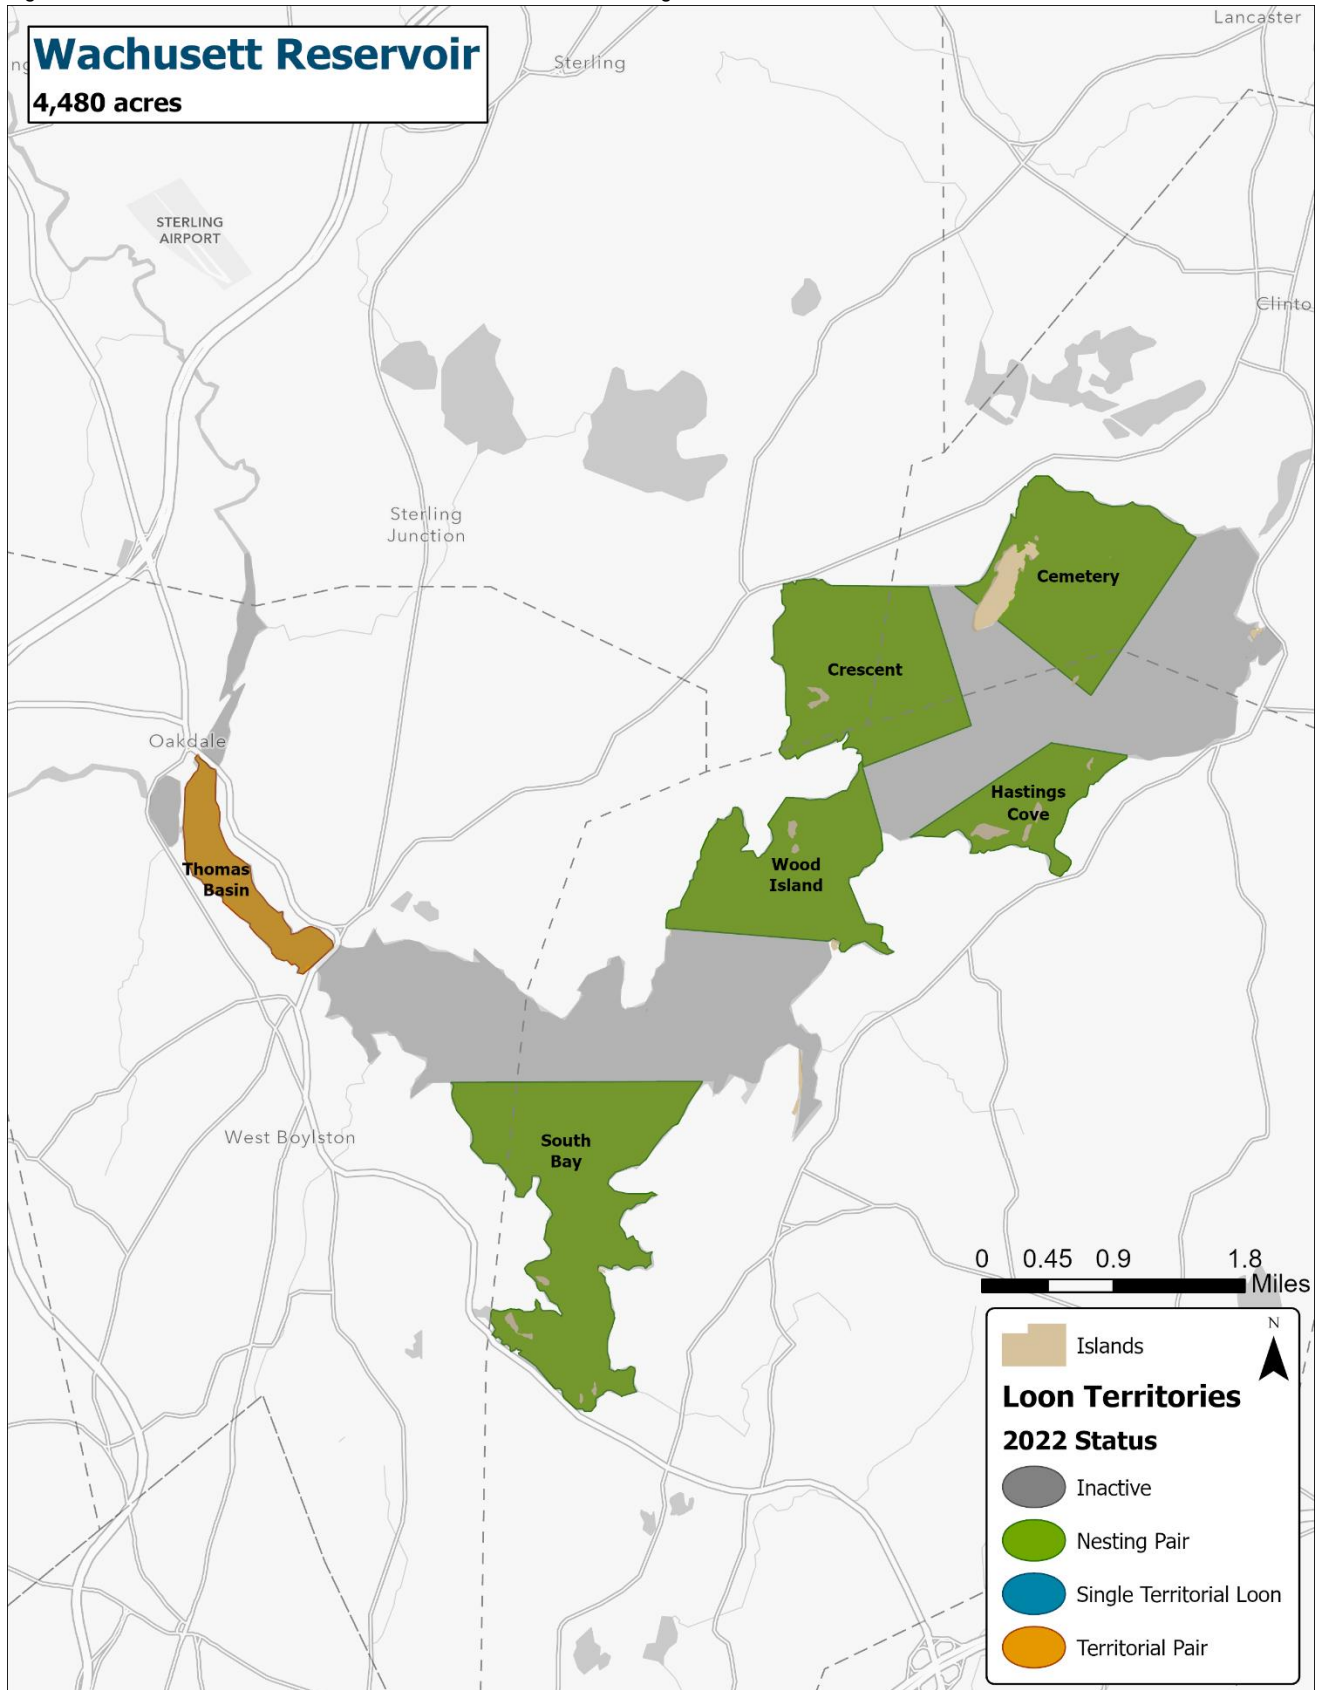 Lancaster
Wachusett Reservoir
4,480 acres
Sterling
STERLING
AIRPORT
Clinto
Sterling
Junction
Cemetery
Crescent
Oakdale
Hastings
Cove
Thomas
Basin
Wood
Island
West Boylston
South
Bay
0 0.45 0.9 1.8
Miles
N
Islands
Loon Territories
2022 Status
Inactive
Nesting Pair
Single Territorial Loon
Territorial Pair